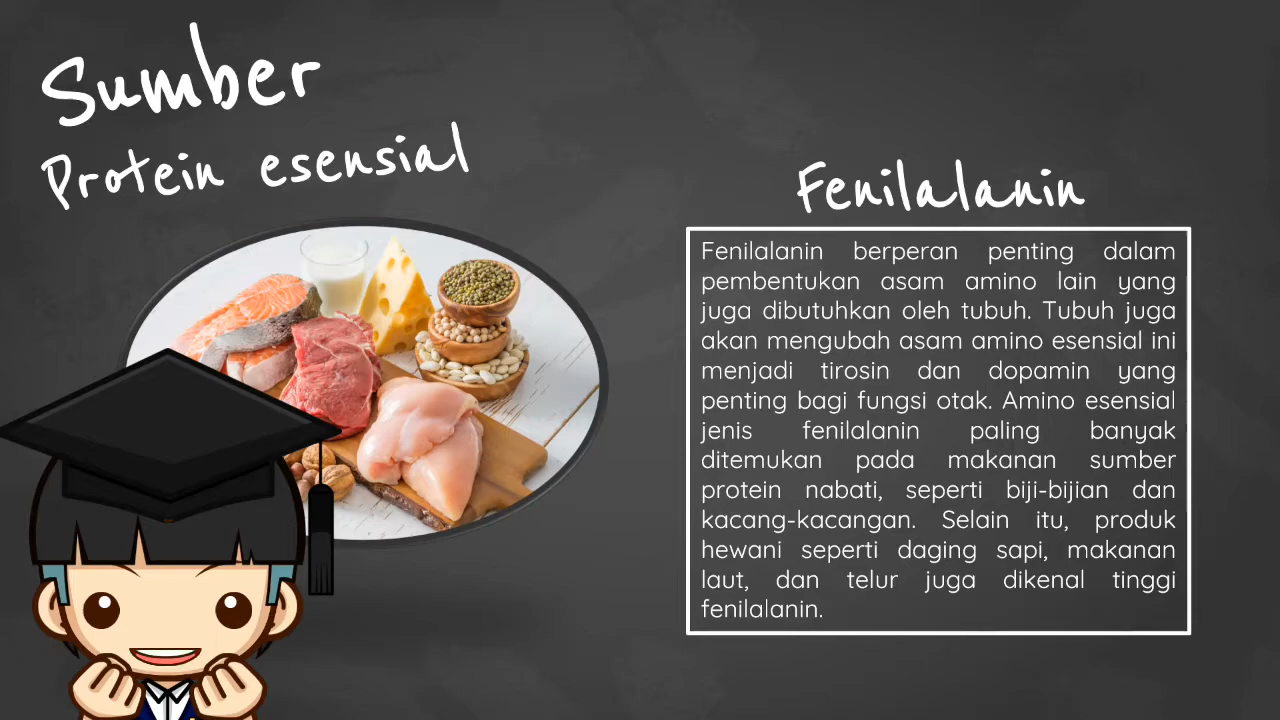 Sumber
Protein esensial
Fenilalanin
Fenilalanin berperan penting dalam
pembentukan asam amino lain yang
juga dibutuhkan oleh tubuh. Tubuh juga
akan mengubah asam amino esensial ini
menjadi tirosin dan dopamin yang
penting bagi fungsi otak. Amino esensial
jenis fenilalanin paling banyak
ditemukan pada makanan sumber
protein nabati, seperti biji-bijian dan
kacang-kacangan. Selain itu, produk
hewani seperti daging sapi, makanan
laut, dan telur juga dikenal tinggi
fenilalanin.